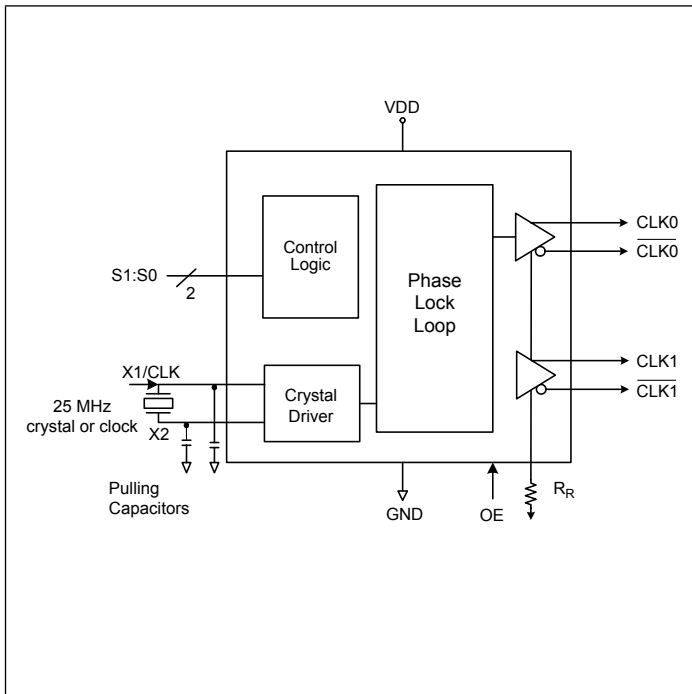 VDD
Control
Logic
S1:S0
2
Phase
Lock
Loop
CLK0
CLK0
X1/CLK
25 MHz
crystal or clock
X2
Crystal
Driver
CLK1
CLK1
Pulling
Capacitors
GND
OE
RR